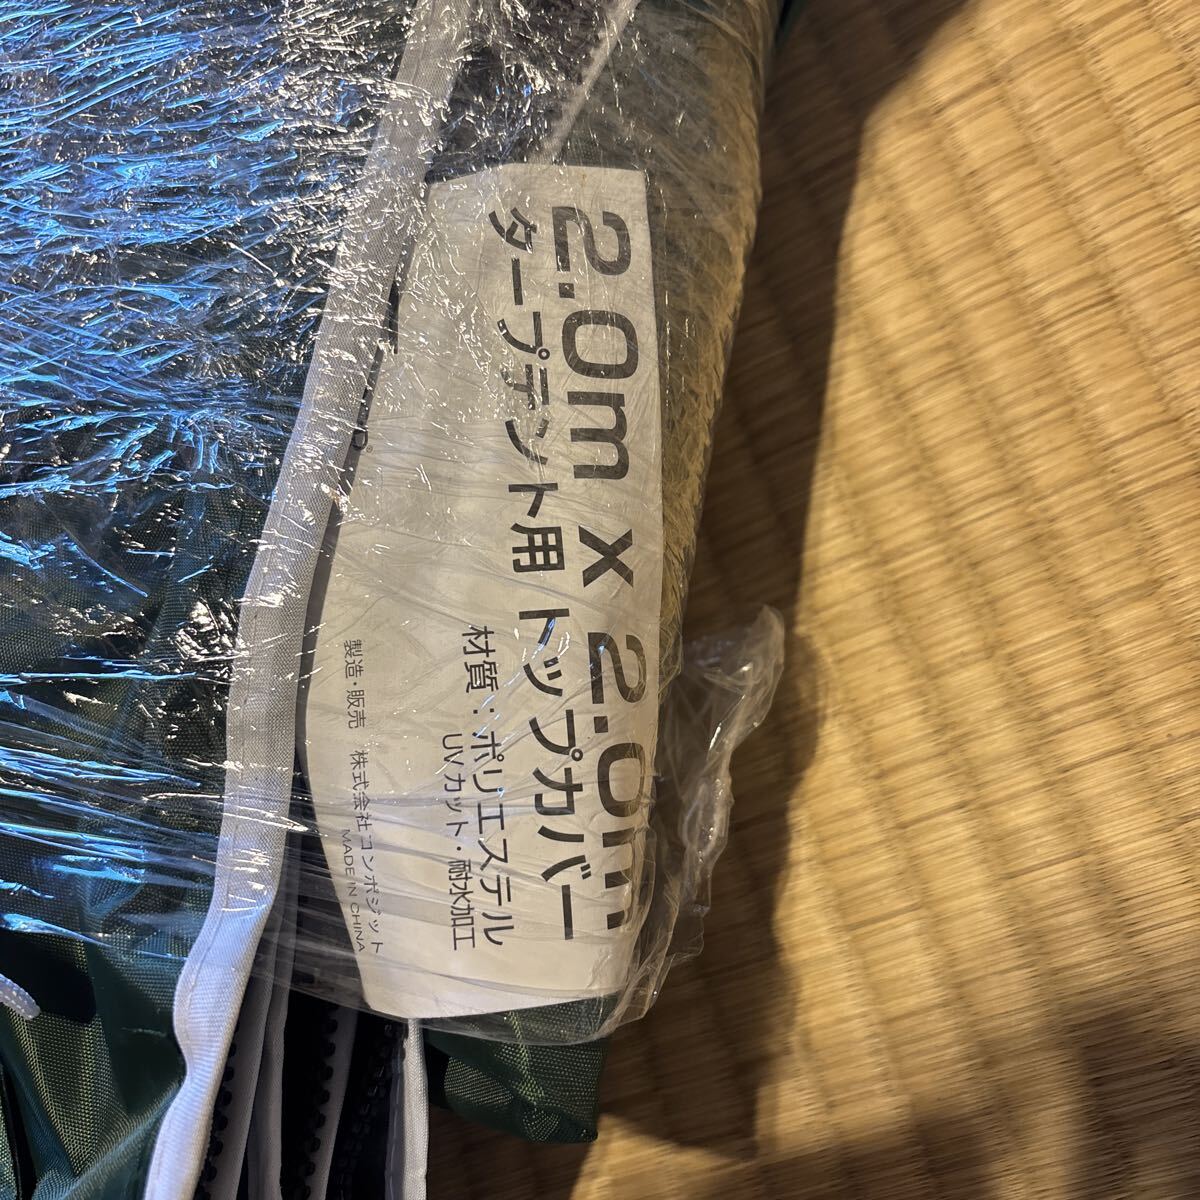 2.0m x 2.0m
タープテント用 トップカバー
材質：ポリエステル
UVカット・耐水加工
製造・販売　株式会社コンポジット
MADE IN CHINA